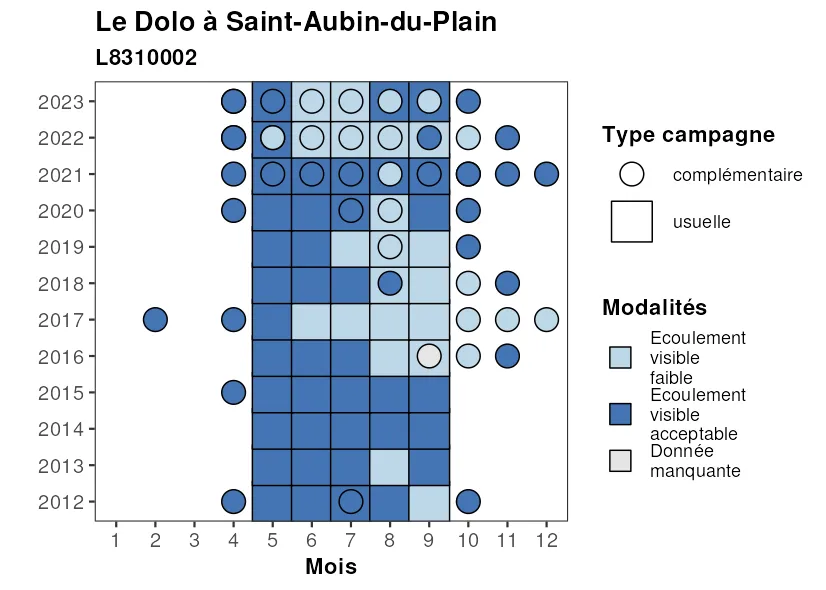 Le Dolo à Saint-Aubin-du-Plain
L8310002
2023
2022
2021
2020
2019
2018
2017
2016
2015
2014
2013
2012
1 2 3 4 5 6 7 8 9 10 11 12
Mois
Type campagne
complémentaire
usuelle
Modalités
Ecoulement
visible
faible
Ecoulement
visible
acceptable
Donnée
manquante